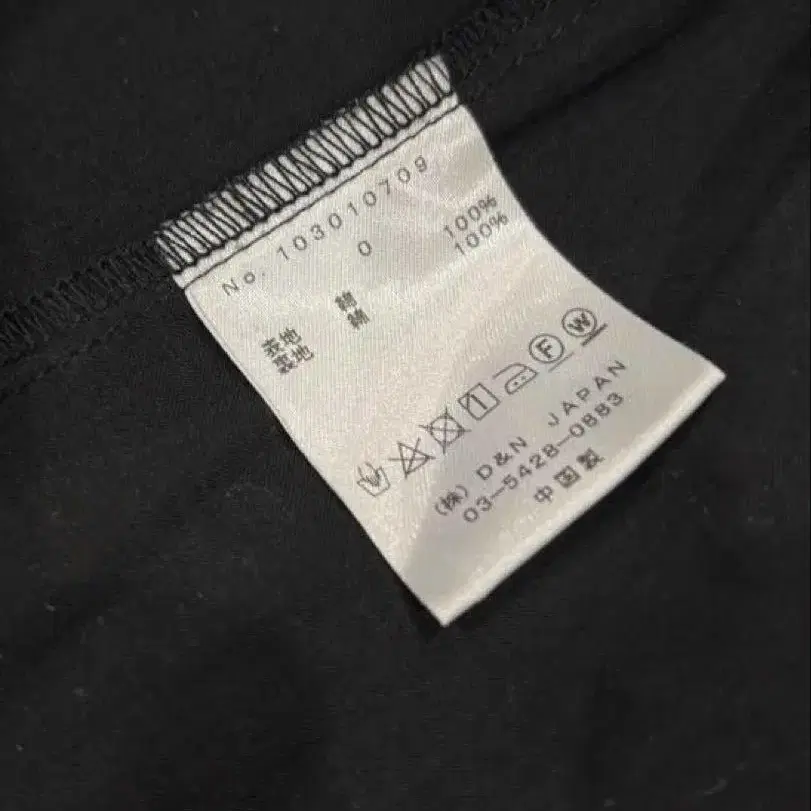 No. 103010709
0
表地 綿 100%
裏地 綿 100%
F W
(株) D&N JAPAN
03-5428-0883
中国製